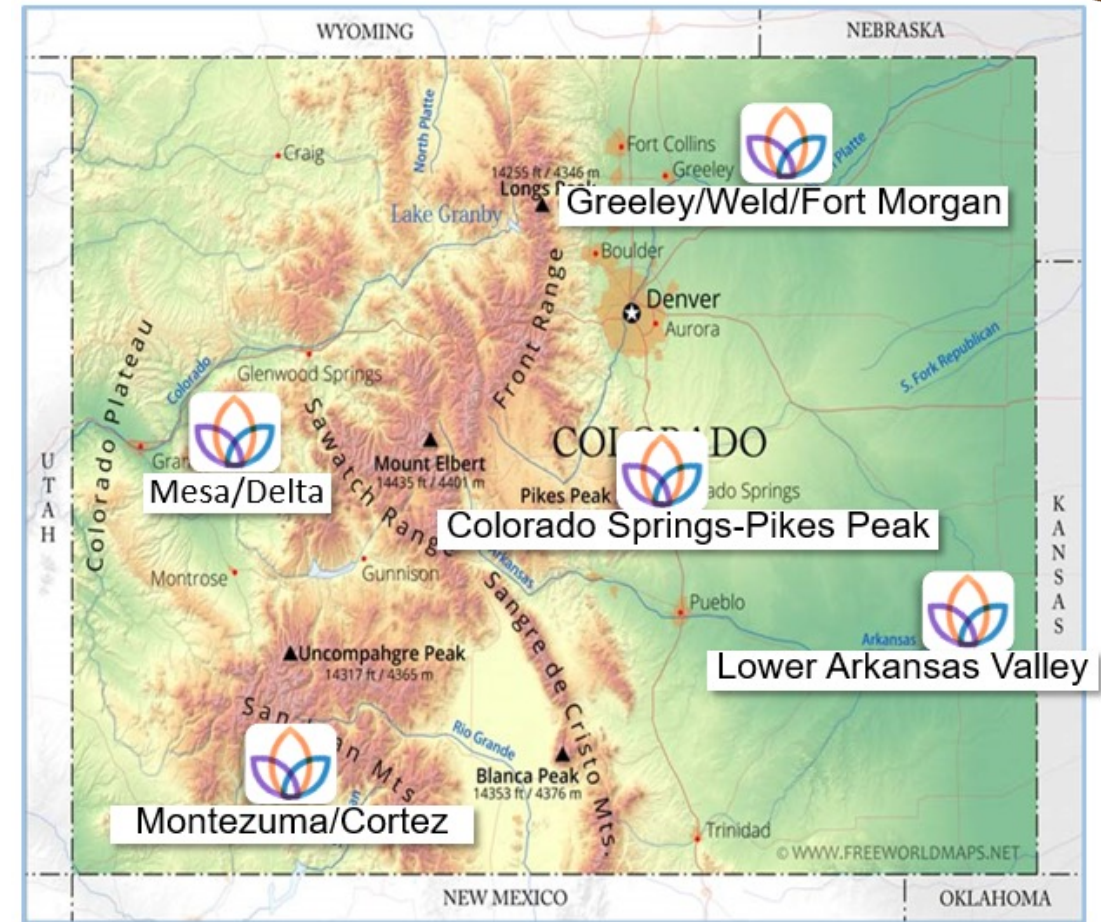 WYOMING
NEBRASKA
North Platte
Craig
Fort Collins
Platte
14255 ft / 4346 m
Greeley
Longs
Greeley/Weld/Fort Morgan
Lake Granby
Boulder
Front Range
Denver
Aurora
Colorado Plateau
Colorado
S. Fork Republican
Glenwood Springs
Sawatch Range
UTAH
Mount Elbert
14435 ft / 4401 m
Mesa/Delta
Pikes Peak
ado Springs
KANSAS
Colorado Springs-Pikes Peak
Arkansas
Montrose
Gunnison
Sangre de Cristo Mts.
Pueblo
Arkansas
Lower Arkansas Valley
Uncompahgre Peak
14317 ft / 4365 m
Rio Grande
Blanca Peak
14353 ft / 4376 m
Montezuma/Cortez
Trinidad
© WWW.FREEWORLDMAPS.NET
NEW MEXICO
OKLAHOMA